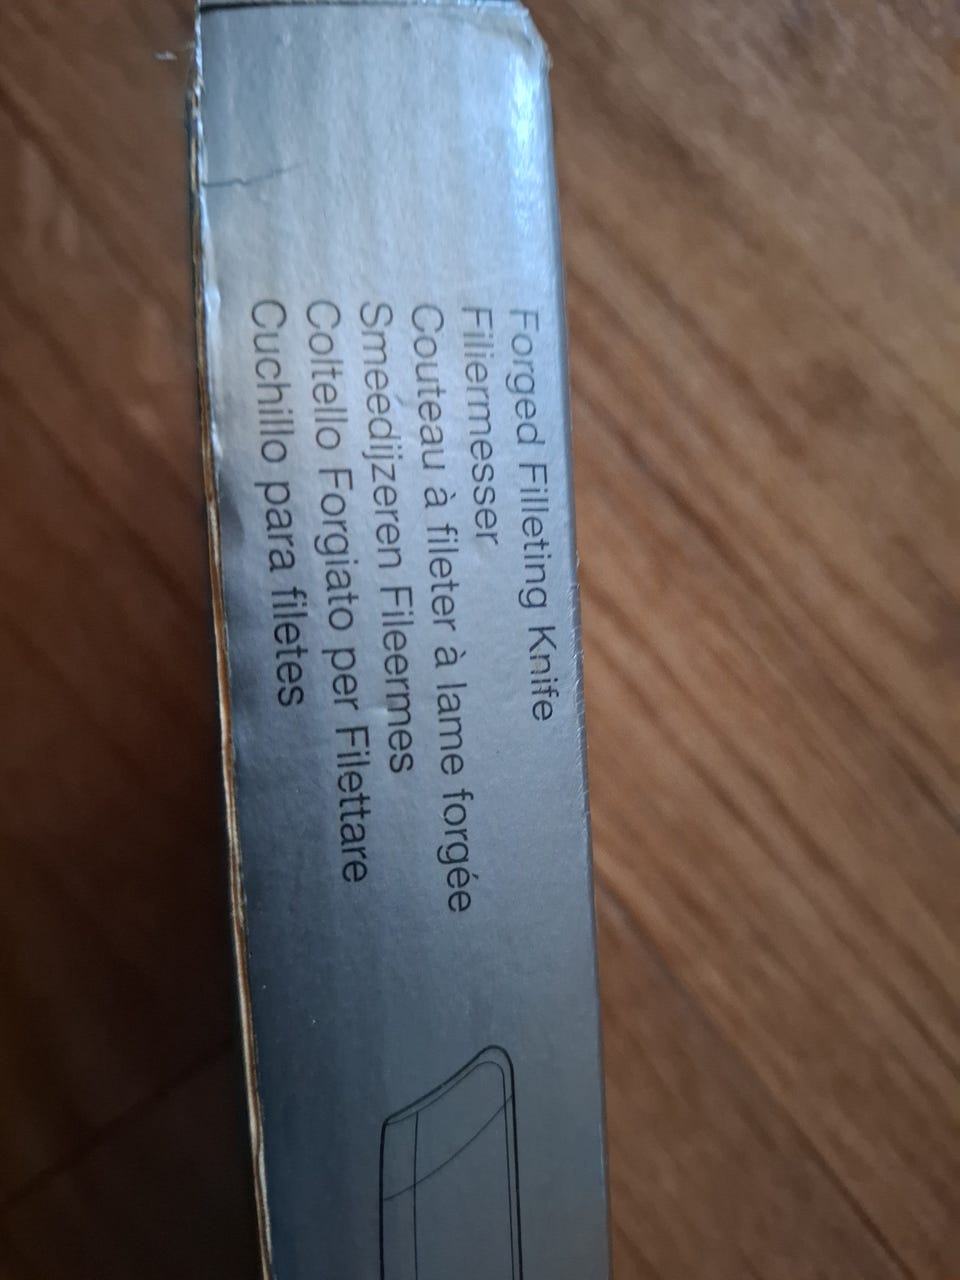 Forged Filleting Knife
Filiermesser
Couteau à fileter à lame forgée
Smeedijzeren Fileermes
Coltello Forgiato per Filettare
Cuchillo para filetes